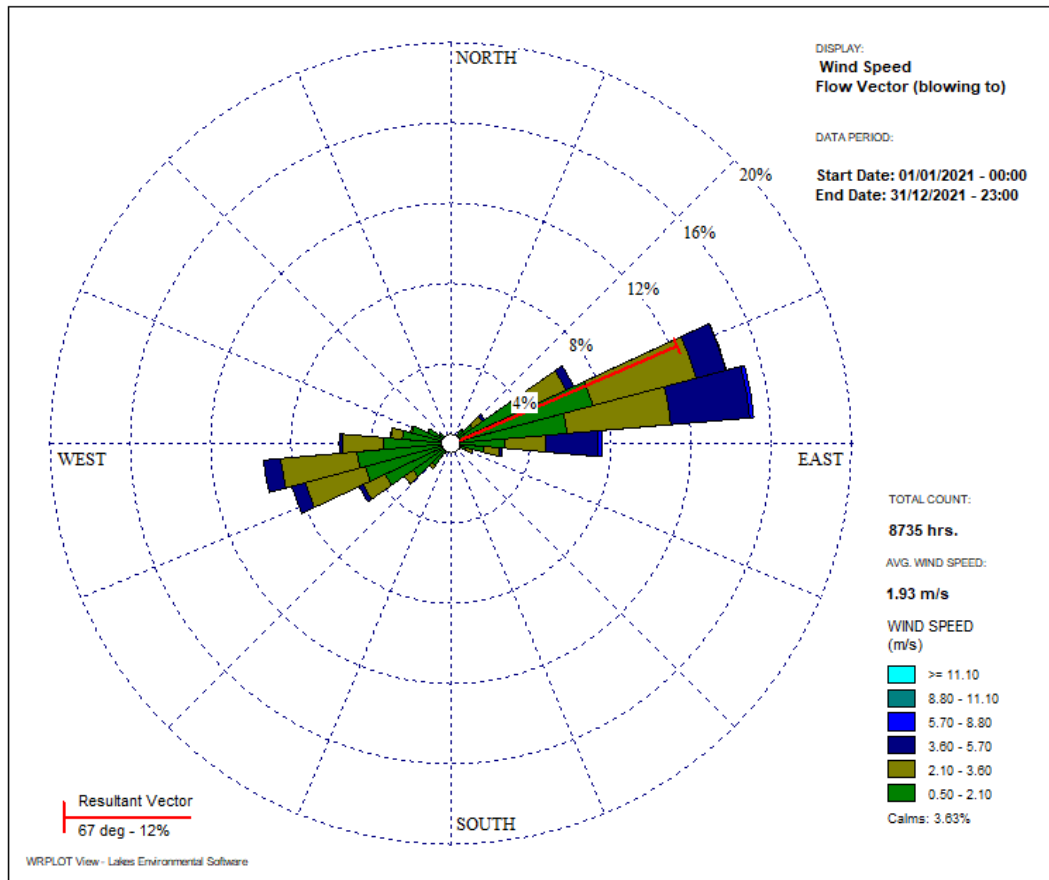 NORTH
DISPLAY:
Wind Speed
Flow Vector (blowing to)
DATA PERIOD:
Start Date: 01/01/2021 - 00:00
End Date: 31/12/2021 - 23:00
20%
16%
12%
8%
4%
WEST
EAST
SOUTH
TOTAL COUNT:
8735 hrs.
AVG. WIND SPEED:
1.93 m/s
WIND SPEED
(m/s)
>= 11.10
8.80 - 11.10
5.70 - 8.80
3.60 - 5.70
2.10 - 3.60
0.50 - 2.10
Calms: 3.63%
Resultant Vector
67 deg - 12%
WRPLOT View - Lakes Environmental Software